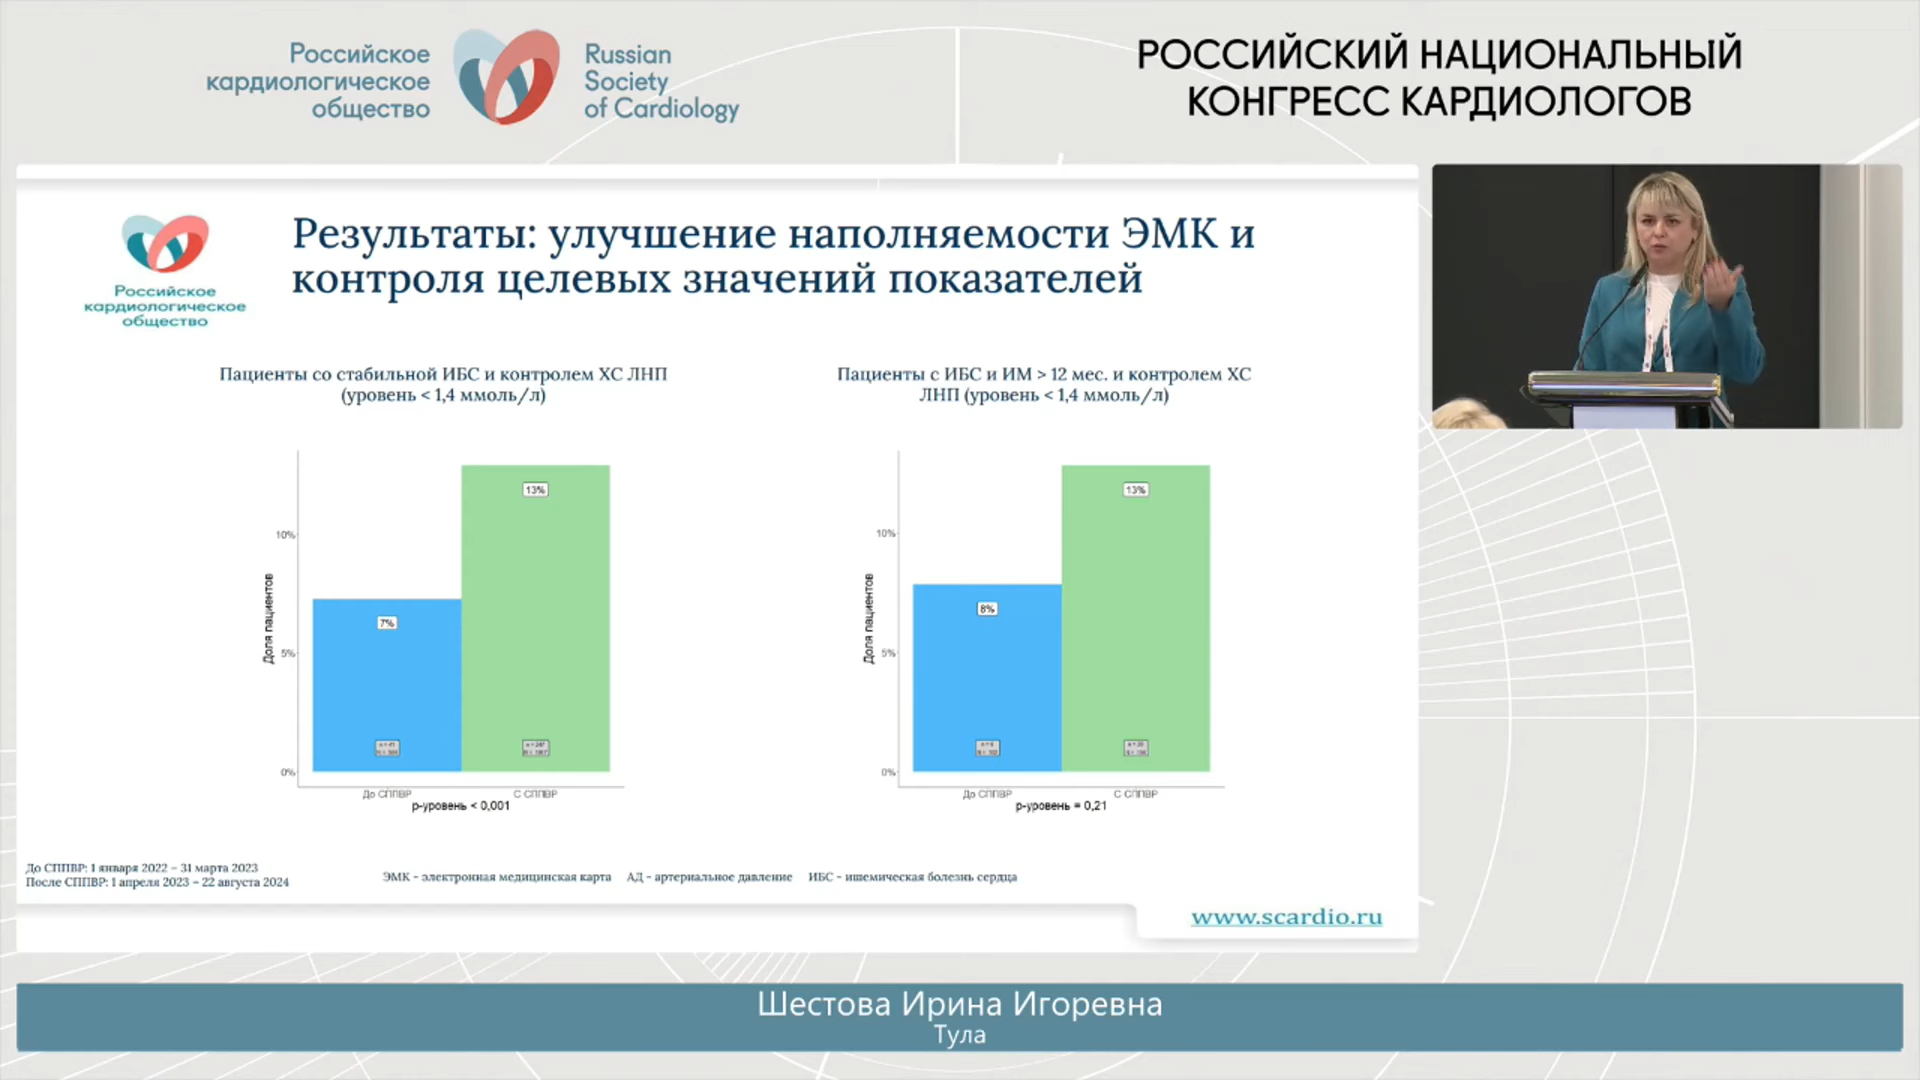 Российское
кардиологическое
общество
Russian
Society
of Cardiology
РОССИЙСКИЙ НАЦИОНАЛЬНЫЙ
КОНГРЕСС КАРДИОЛОГОВ
Российское
кардиологическое
общество
Результаты: улучшение наполняемости ЭМК и
контроля целевых значений показателей
Пациенты со стабильной ИБС и контролем ХС ЛНП
(уровень < 1,4 ммоль/л)
Доля пациентов
10%
5%
0%
7%
13%
До СППВР
С СППВР
р-уровень < 0,001
Пациенты с ИБС и ИМ > 12 мес. и контролем ХС
ЛНП (уровень < 1,4 ммоль/л)
Доля пациентов
10%
5%
0%
8%
13%
До СППВР
С СППВР
р-уровень = 0,21
До СППВР: 1 января 2022 – 31 марта 2023
После СППВР: 1 апреля 2023 – 22 августа 2024
ЭМК - электронная медицинская карта АД - артериальное давление ИБС - ишемическая болезнь сердца
www.scardio.ru
Шестова Ирина Игоревна
Тула